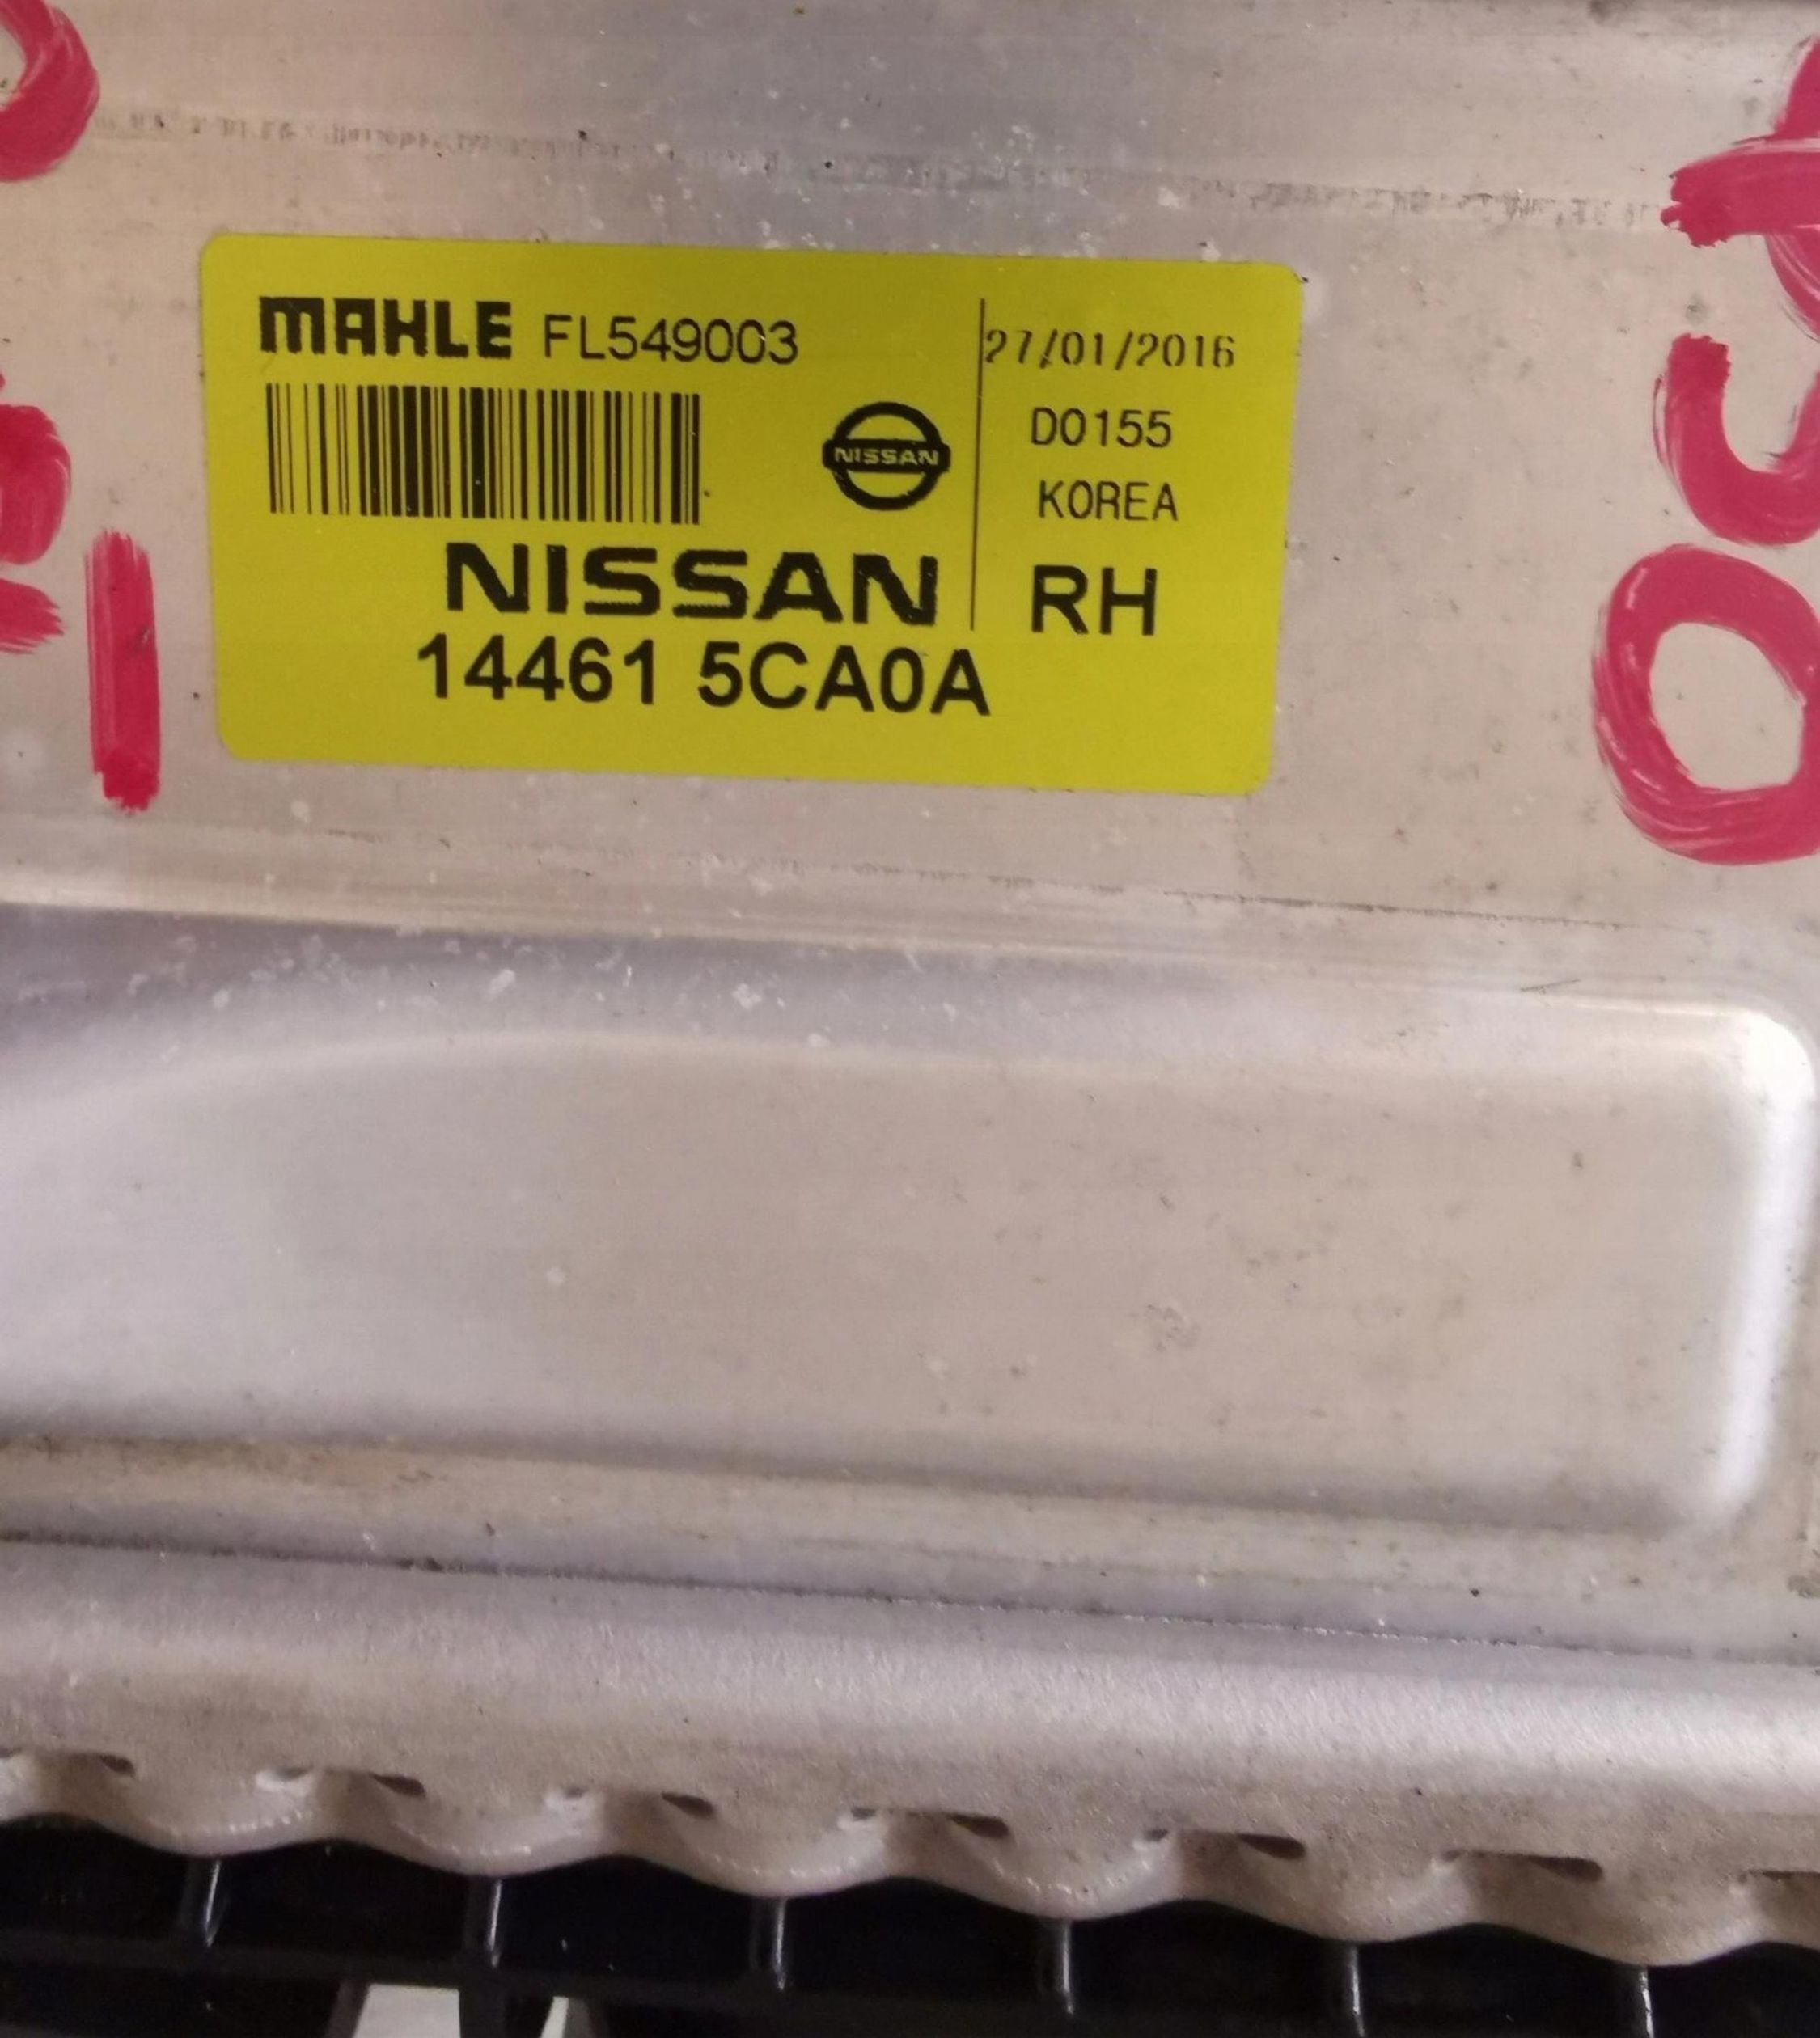 MAHLE FL549003
27/01/2016
D0155
NISSAN
KOREA
NISSAN
RH
14461 5CA0A